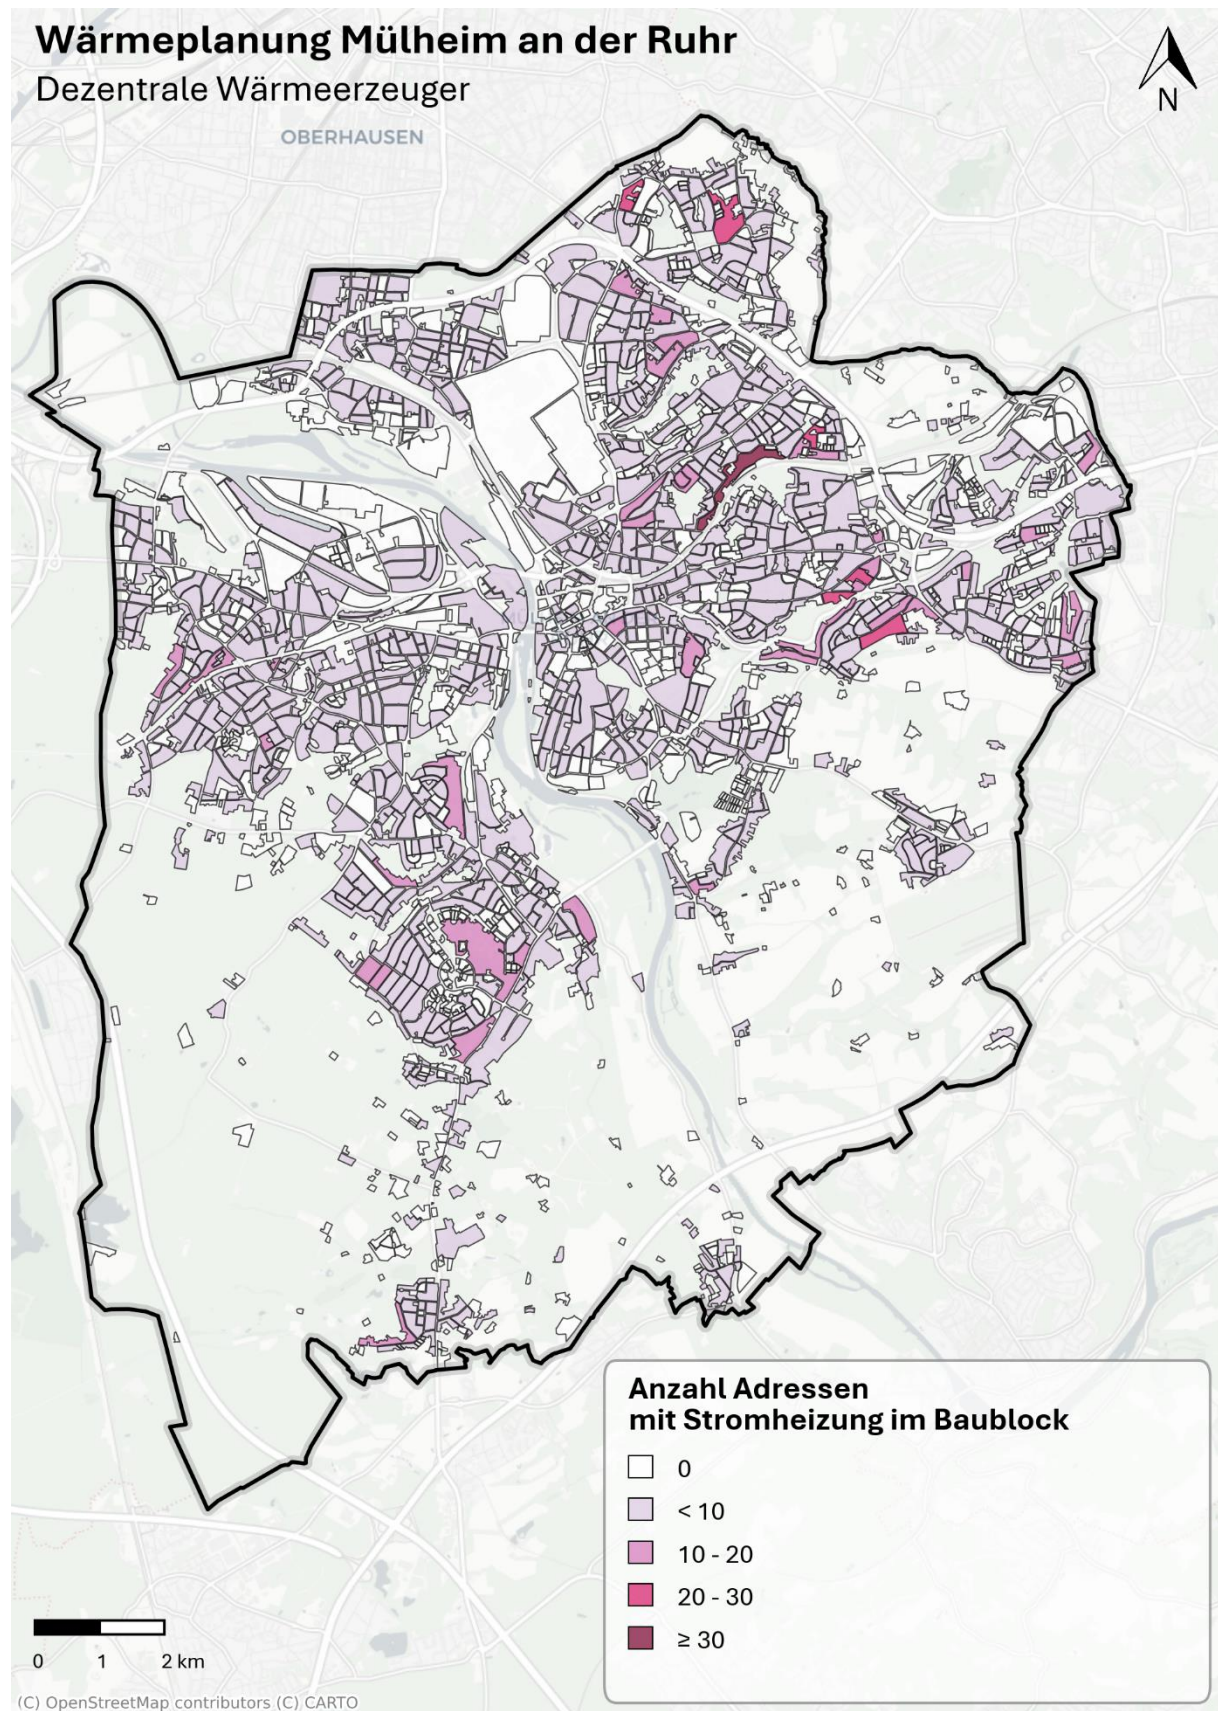 Wärmeplanung Mülheim an der Ruhr
Dezentrale Wärmeerzeuger
N
OBERHAUSEN
Anzahl Adressen
mit Stromheizung im Baublock
0
< 10
10 - 20
20 - 30
≥ 30
0 1 2 km
(C) OpenStreetMap contributors (C) CARTO